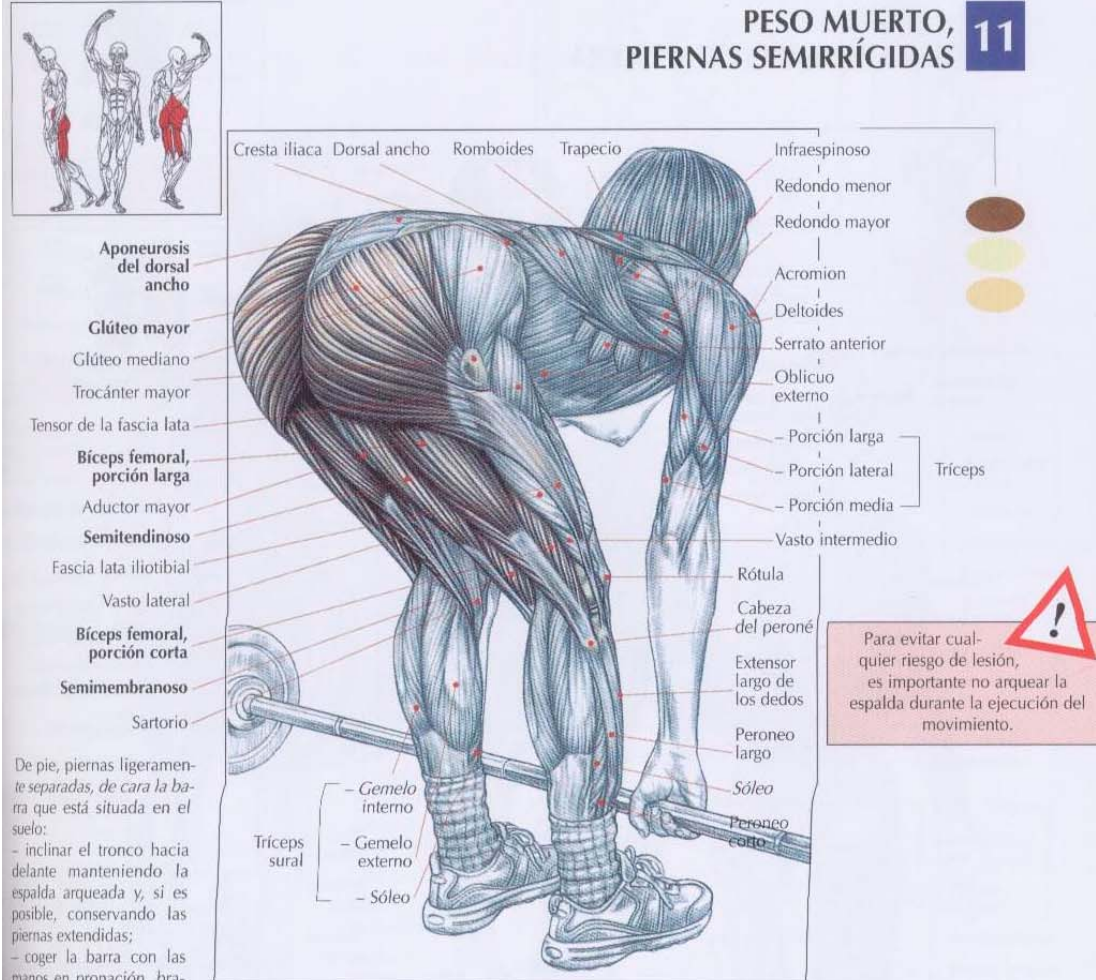 PESO MUERTO,
PIERNAS SEMIRRÍGIDAS
11
Cresta iliaca
Dorsal ancho
Romboides
Trapecio
Infraespinoso
Redondo menor
Redondo mayor
Acromion
Deltoides
Serrato anterior
Oblicuo
externo
– Porción larga
– Porción lateral
– Porción media
Tríceps
Vasto intermedio
Rótula
Cabeza
del peroné
Extensor
largo de
los dedos
Peroneo
largo
Sóleo
Peroneo
corto
Aponeurosis
del dorsal
ancho
Glúteo mayor
Glúteo mediano
Trocánter mayor
Tensor de la fascia lata
Bíceps femoral,
porción larga
Aductor mayor
Semitendinoso
Fascia lata iliotibial
Vasto lateral
Bíceps femoral,
porción corta
Semimembranoso
Sartorio
Tríceps
sural
– Gemelo
interno
– Gemelo
externo
– Sóleo
!
Para evitar cual-
quier riesgo de lesión,
es importante no arquear la
espalda durante la ejecución del
movimiento.
De pie, piernas ligeramen-
te separadas, de cara la ba-
rra que está situada en el
suelo:
- inclinar el tronco hacia
delante manteniendo la
espalda arqueada y, si es
posible, conservando las
piernas extendidas;
- coger la barra con las
manos en pronación, bra-